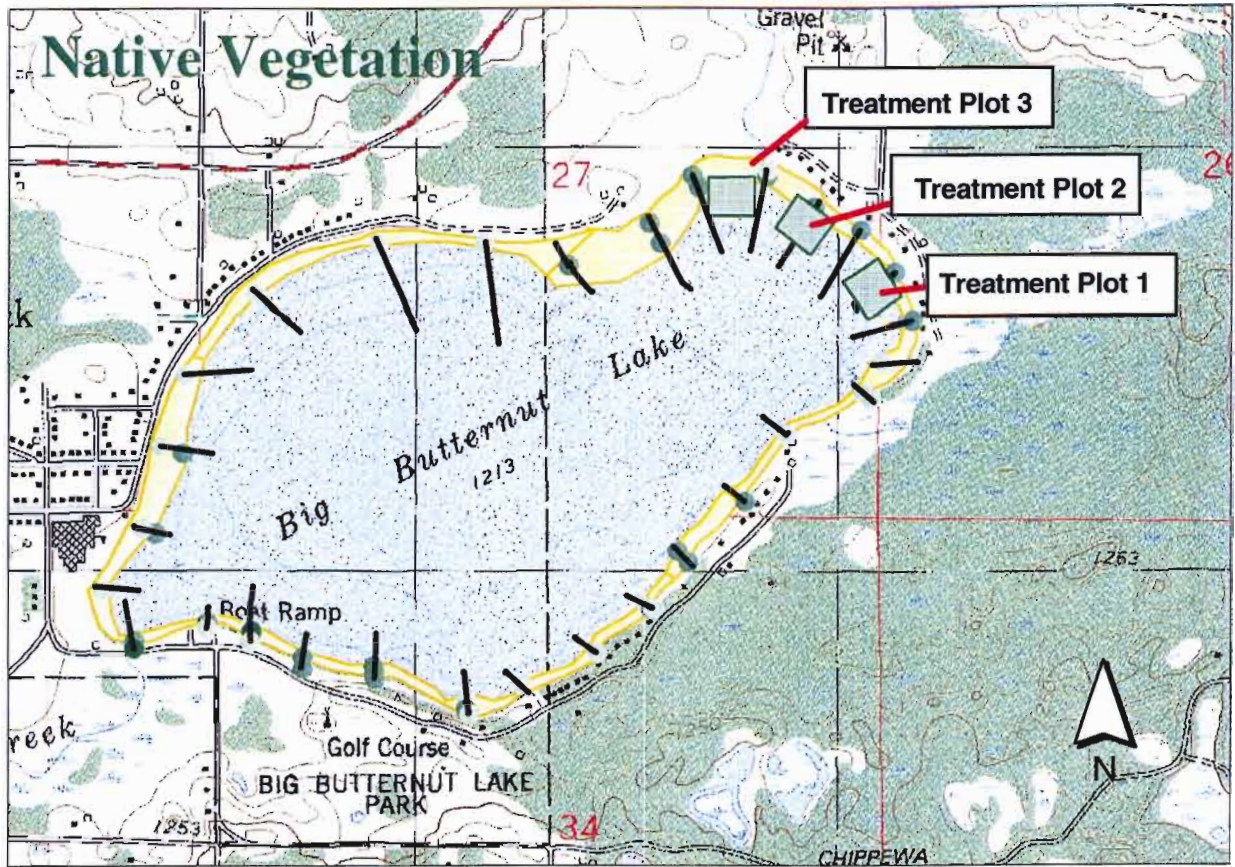 Native Vegetation
Gravel
Pit
Treatment Plot 3
27
26
Treatment Plot 2
Treatment Plot 1
k
Lake
Butternut
1213
Big
1263
Boat Ramp
reek
Golf Course
BIG BUTTERNUT LAKE
PARK
N
1253
34
CHIPPEWA